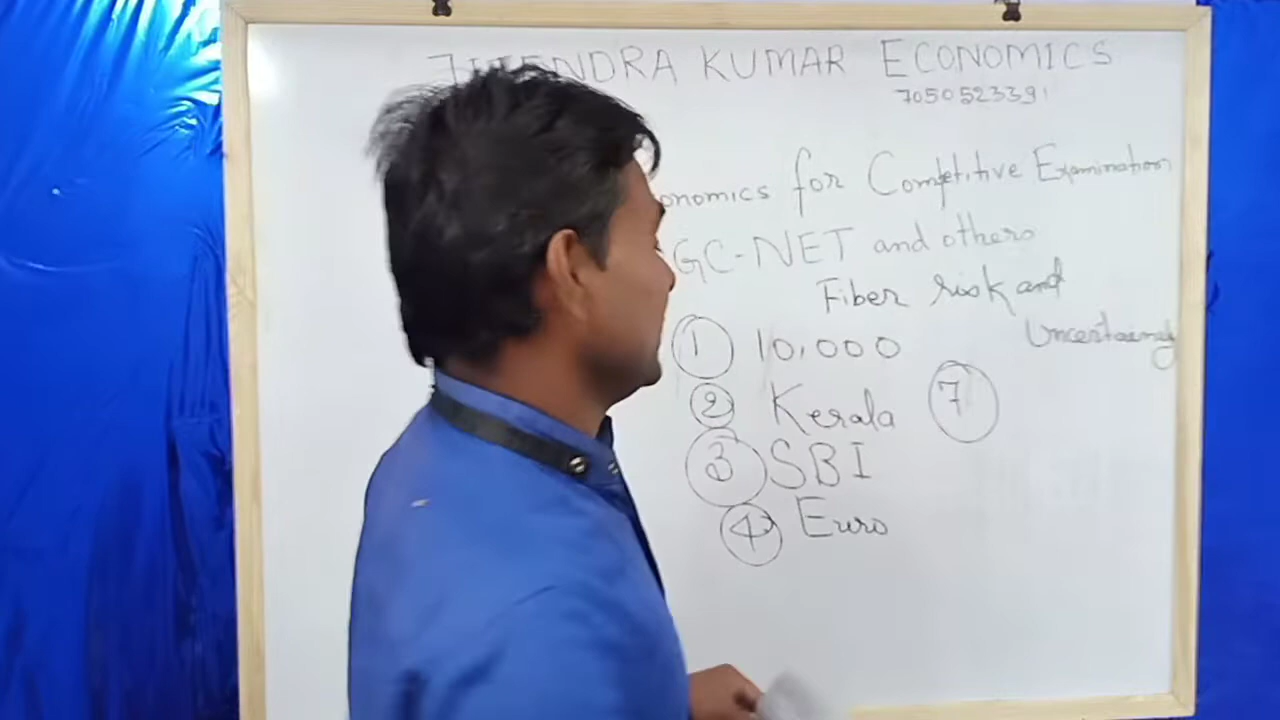 JITENDRA KUMAR ECONOMICS
7050523391
onomics for Competitive Examination
GC-NET and others
Fiber risk and
Uncertainty
1 10,000
2 Kerala 7
3 SBI
4 Euro